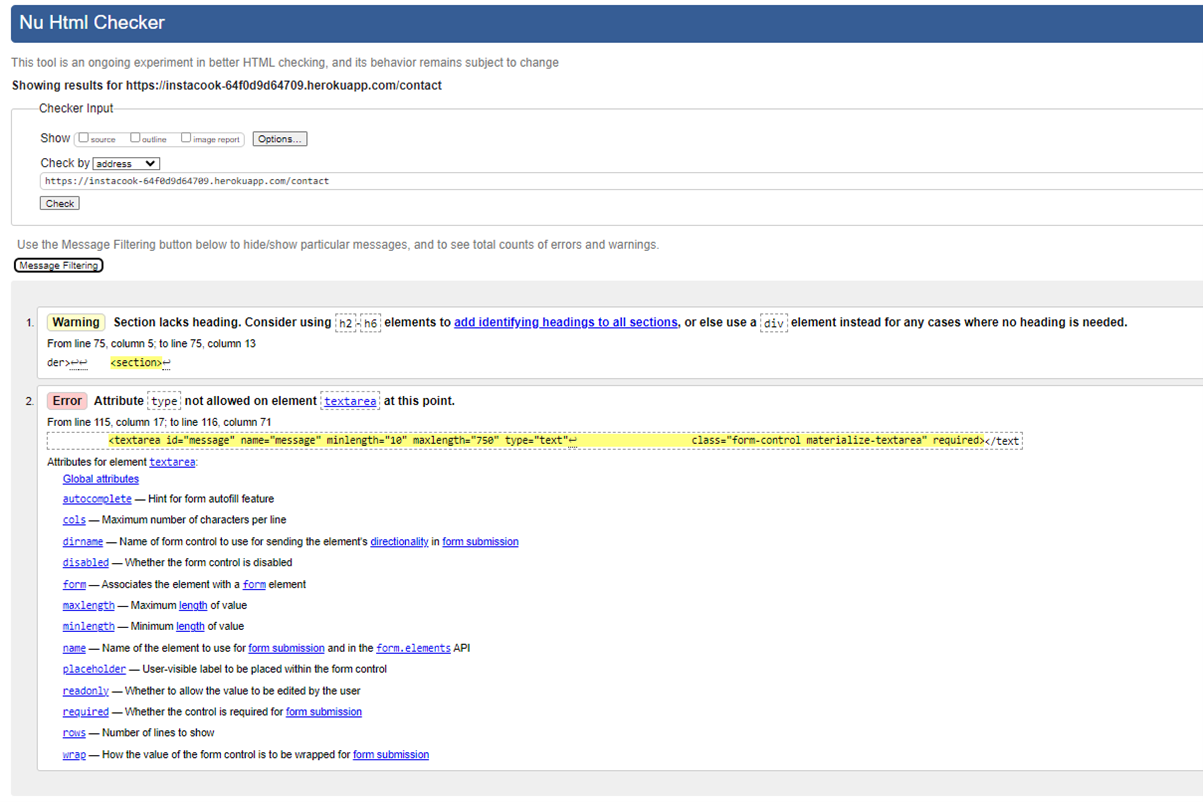 Nu Html Checker
This tool is an ongoing experiment in better HTML checking, and its behavior remains subject to change
Showing results for https://instacook-64f0d9d64709.herokuapp.com/contact
Checker Input
Show source outline image report Options...
Check by address
https://instacook-64f0d9d64709.herokuapp.com/contact
Check
Use the Message Filtering button below to hide/show particular messages, and to see total counts of errors and warnings.
Message Filtering
1. Warning Section lacks heading. Consider using h2-h6 elements to add identifying headings to all sections, or else use a div element instead for any cases where no heading is needed.
From line 75, column 5; to line 75, column 13
der>↩↩ <section>↩
2. Error Attribute type not allowed on element textarea at this point.
From line 115, column 17; to line 116, column 71
<textarea id="message" name="message" minlength="10" maxlength="750" type="text"↩ class="form-control materialize-textarea" required></text
Attributes for element textarea:
Global attributes
autocomplete — Hint for form autofill feature
cols — Maximum number of characters per line
dirname — Name of form control to use for sending the element's directionality in form submission
disabled — Whether the form control is disabled
form — Associates the element with a form element
maxlength — Maximum length of value
minlength — Minimum length of value
name — Name of the element to use for form submission and in the form.elements API
placeholder — User-visible label to be placed within the form control
readonly — Whether to allow the value to be edited by the user
required — Whether the control is required for form submission
rows — Number of lines to show
wrap — How the value of the form control is to be wrapped for form submission